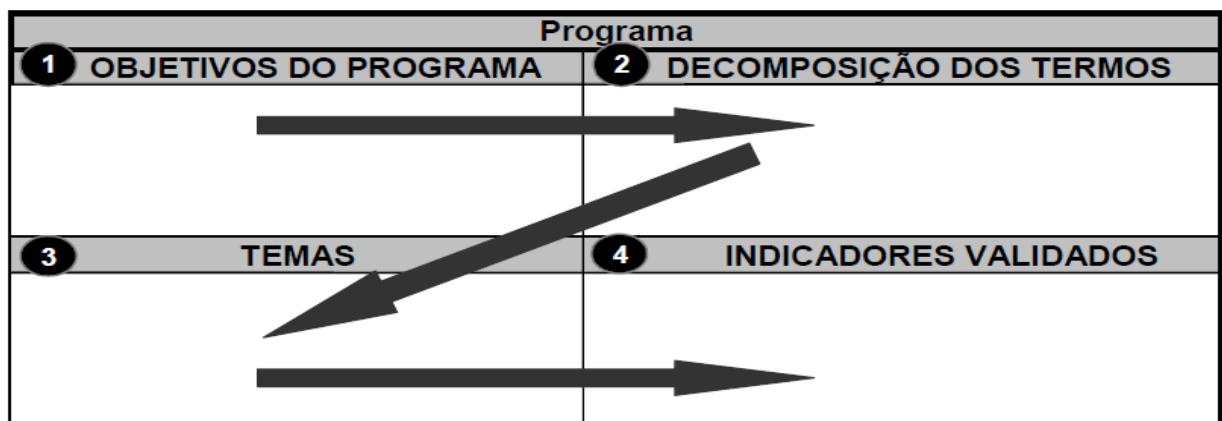 Programa
1 OBJETIVOS DO PROGRAMA
2 DECOMPOSIÇÃO DOS TERMOS
3 TEMAS
4 INDICADORES VALIDADOS